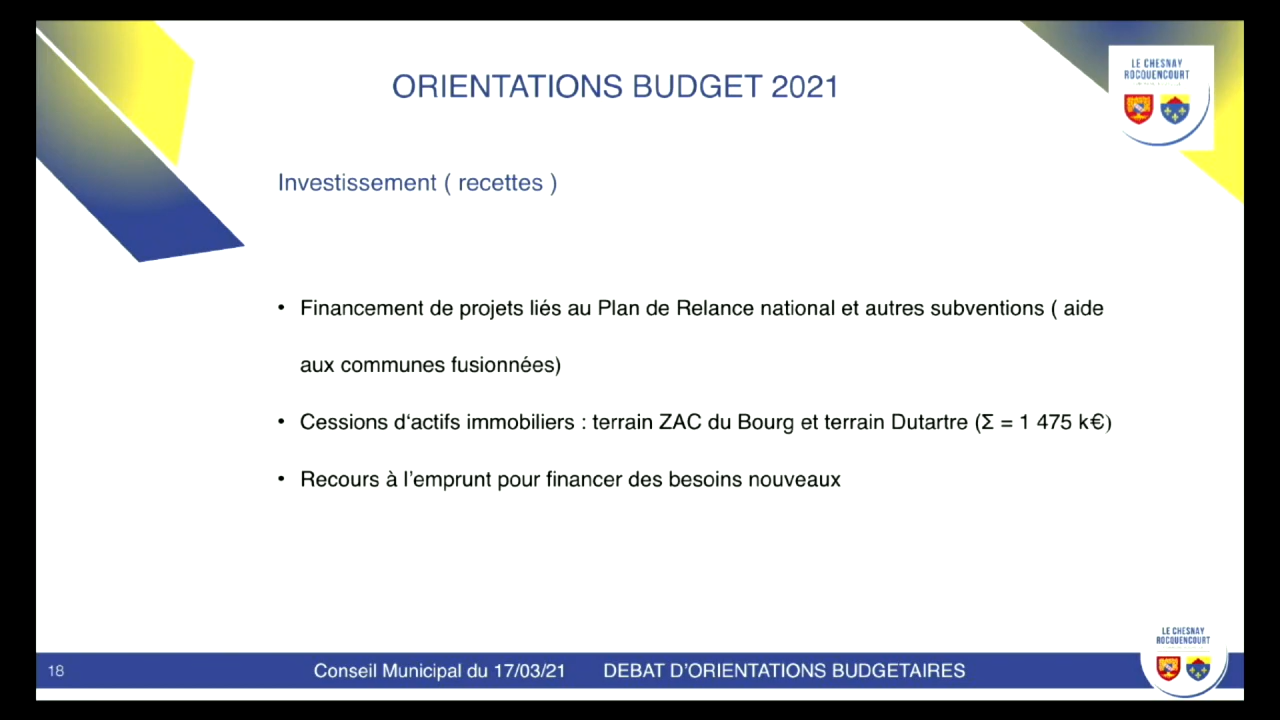 ORIENTATIONS BUDGET 2021
LE CHESNAY
ROCQUENCOURT
Investissement ( recettes )
• Financement de projets liés au Plan de Relance national et autres subventions ( aide
aux communes fusionnées)
• Cessions d‘actifs immobiliers : terrain ZAC du Bourg et terrain Dutartre (Σ = 1 475 k€)
• Recours à l’emprunt pour financer des besoins nouveaux
18
Conseil Municipal du 17/03/21 DEBAT D’ORIENTATIONS BUDGETAIRES
LE CHESNAY
ROCQUENCOURT